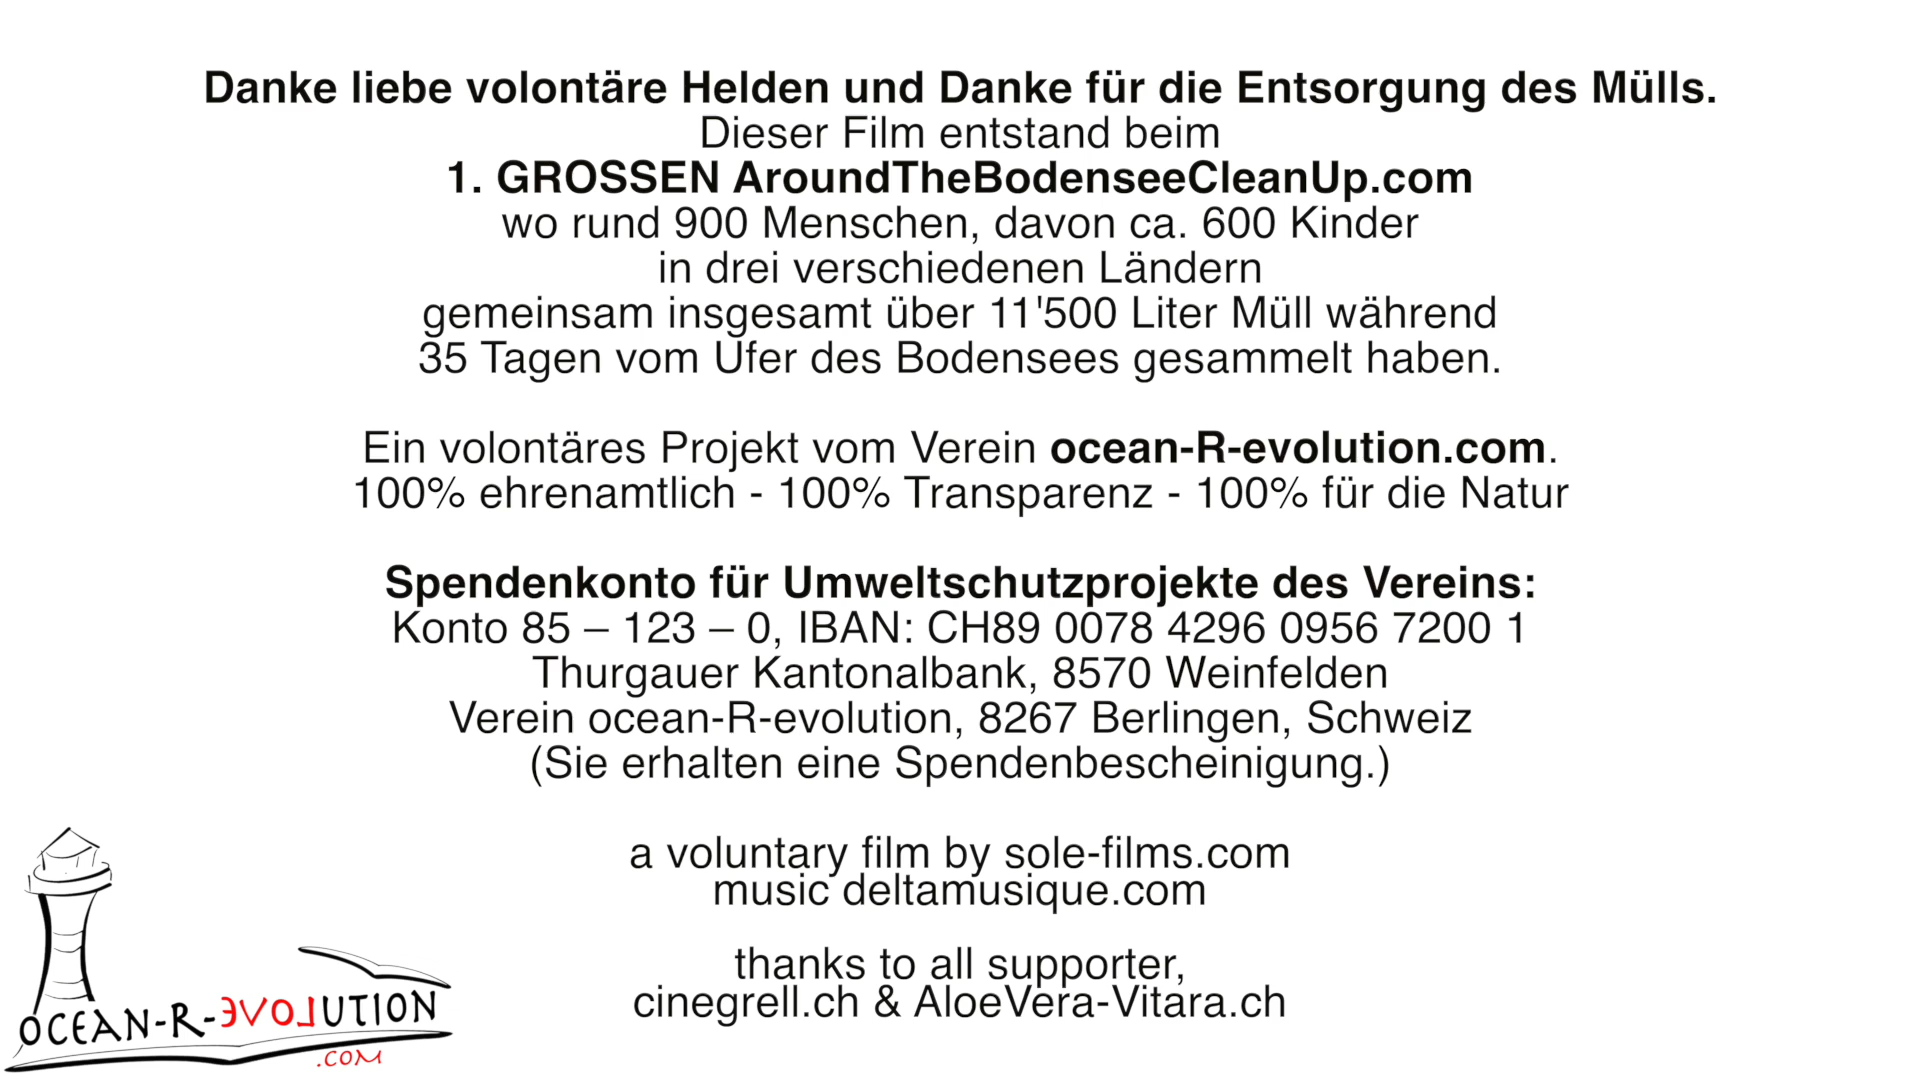 Danke liebe volontäre Helden und Danke für die Entsorgung des Mülls.
Dieser Film entstand beim
1. GROSSEN AroundTheBodenseeCleanUp.com
wo rund 900 Menschen, davon ca. 600 Kinder
in drei verschiedenen Ländern
gemeinsam insgesamt über 11'500 Liter Müll während
35 Tagen vom Ufer des Bodensees gesammelt haben.
Ein volontäres Projekt vom Verein ocean-R-evolution.com.
100% ehrenamtlich - 100% Transparenz - 100% für die Natur
Spendenkonto für Umweltschutzprojekte des Vereins:
Konto 85 – 123 – 0, IBAN: CH89 0078 4296 0956 7200 1
Thurgauer Kantonalbank, 8570 Weinfelden
Verein ocean-R-evolution, 8267 Berlingen, Schweiz
(Sie erhalten eine Spendenbescheinigung.)
a voluntary film by sole-films.com
music deltamusique.com
thanks to all supporter,
cinegrell.ch & AloeVera-Vitara.ch
OCEAN-R-EVOLUTION
.COM